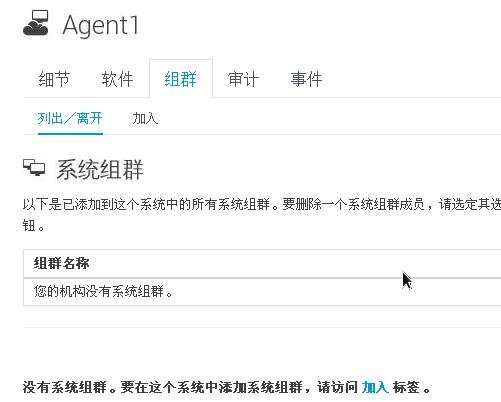 Agent1
细节 软件 组群 审计 事件
列出／离开 加入
系统组群
以下是已添加到这个系统中的所有系统组群。要删除一个系统组群成员，请选定其选
钮。
组群名称
您的机构没有系统组群。
没有系统组群。要在这个系统中添加系统组群，请访问 加入 标签 。